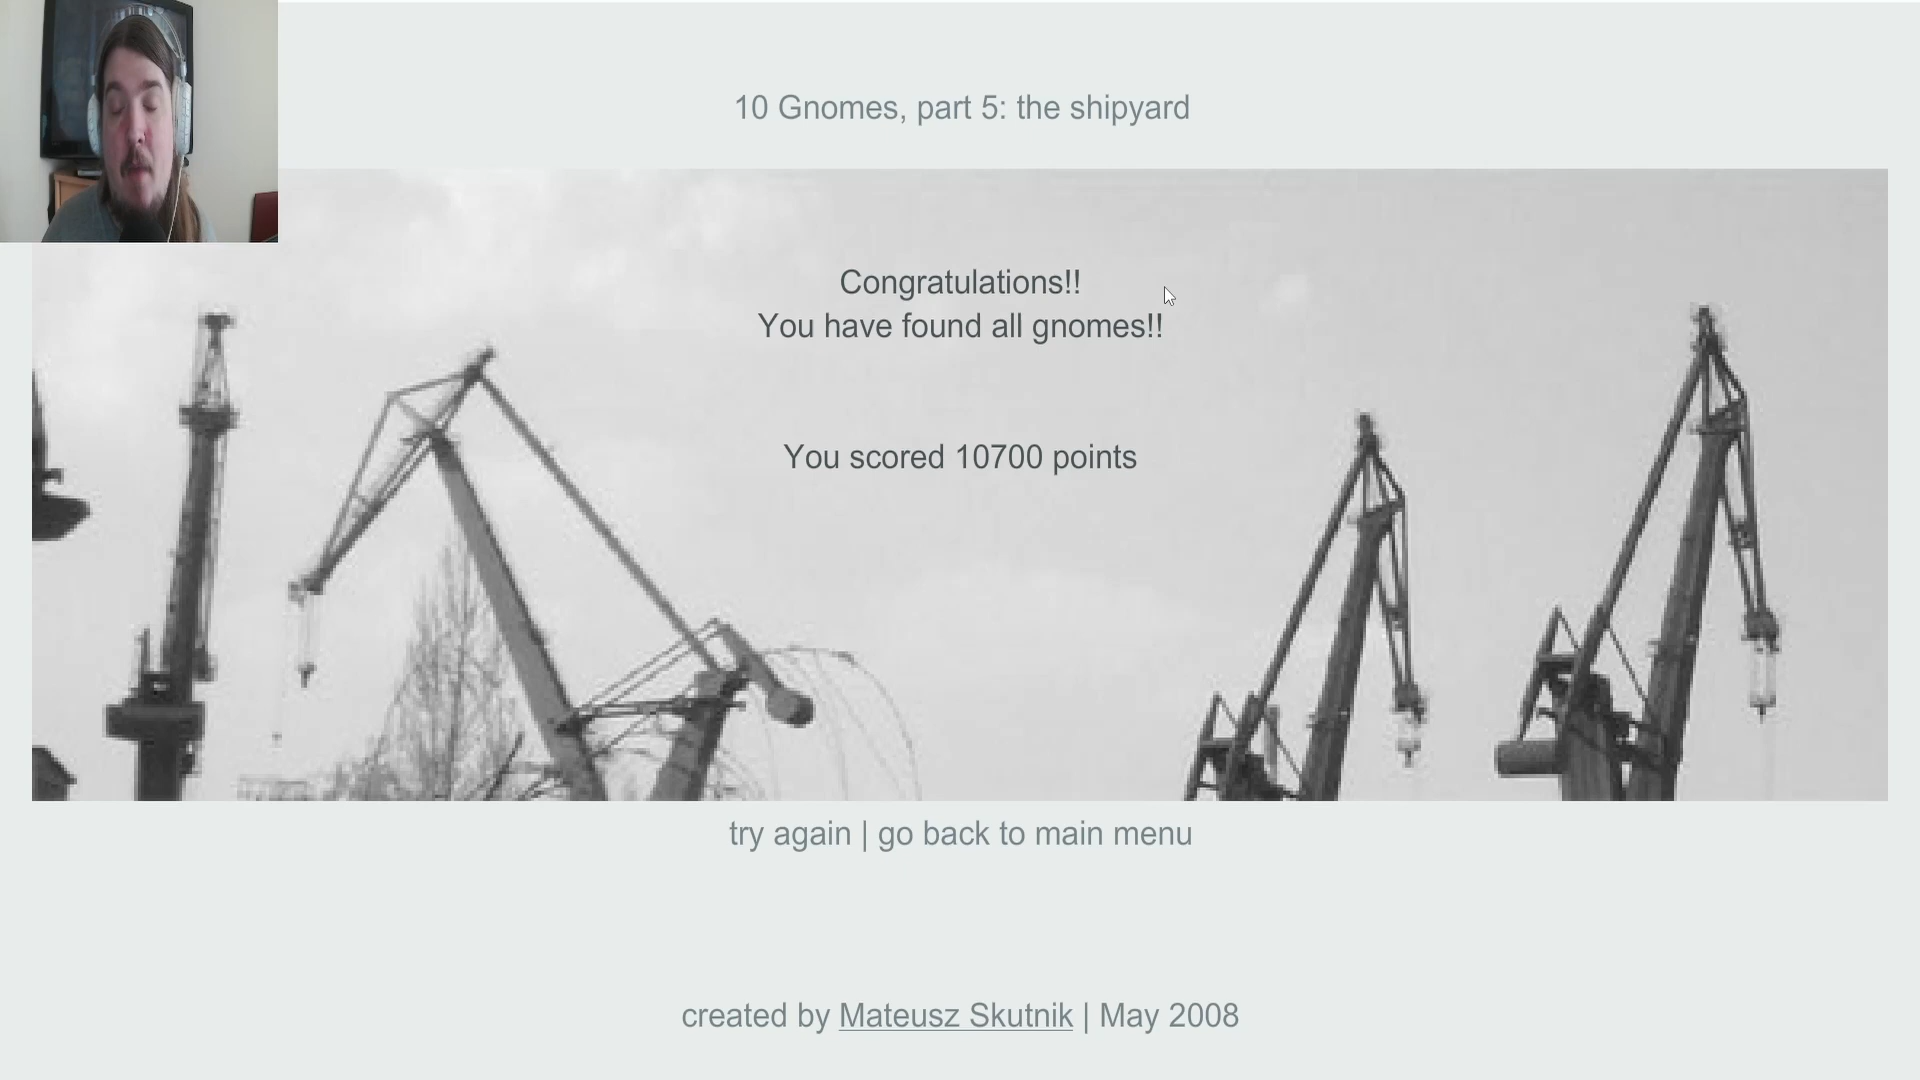 10 Gnomes, part 5: the shipyard
Congratulations!!
You have found all gnomes!!
You scored 10700 points
try again | go back to main menu
created by Mateusz Skutnik | May 2008